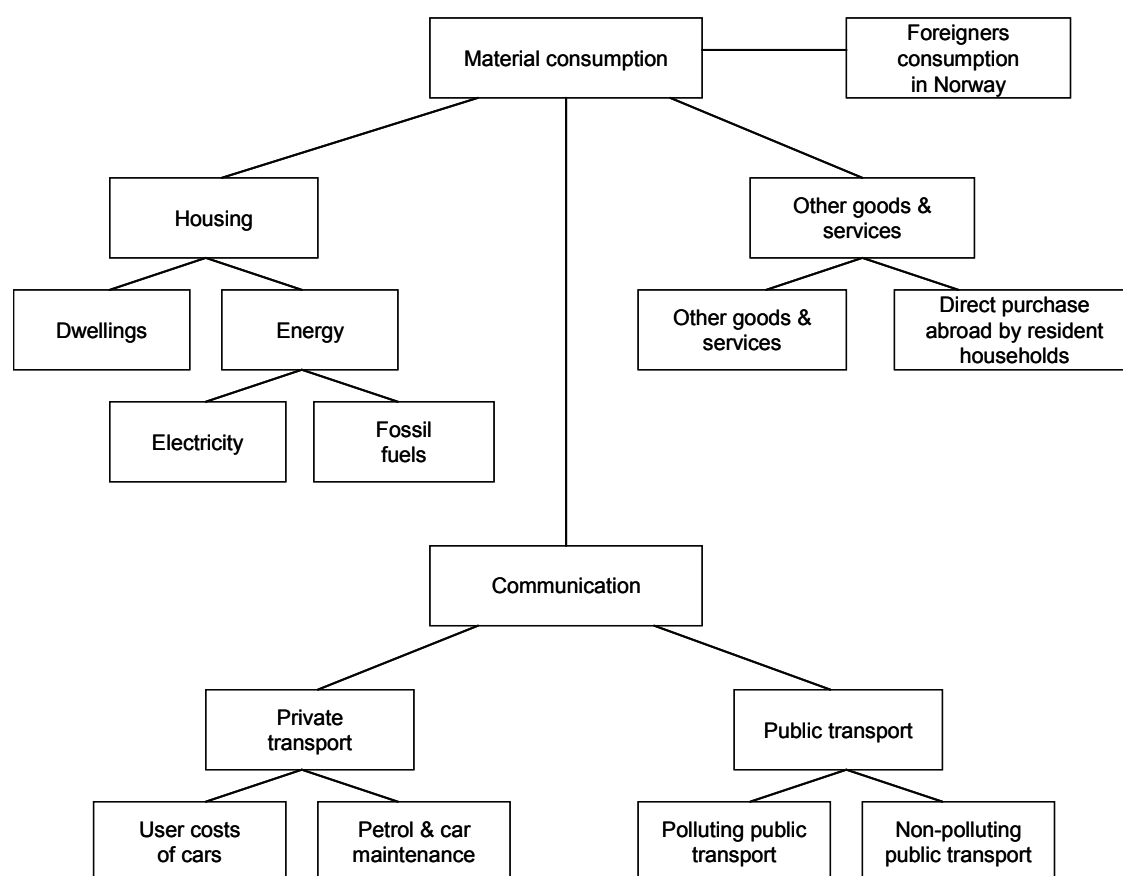 Material consumption
Foreigners
consumption
in Norway
Housing
Other goods &
services
Dwellings
Energy
Other goods &
services
Direct purchase
abroad by resident
households
Electricity
Fossil
fuels
Communication
Private
transport
Public transport
User costs
of cars
Petrol & car
maintenance
Polluting public
transport
Non-polluting
public transport